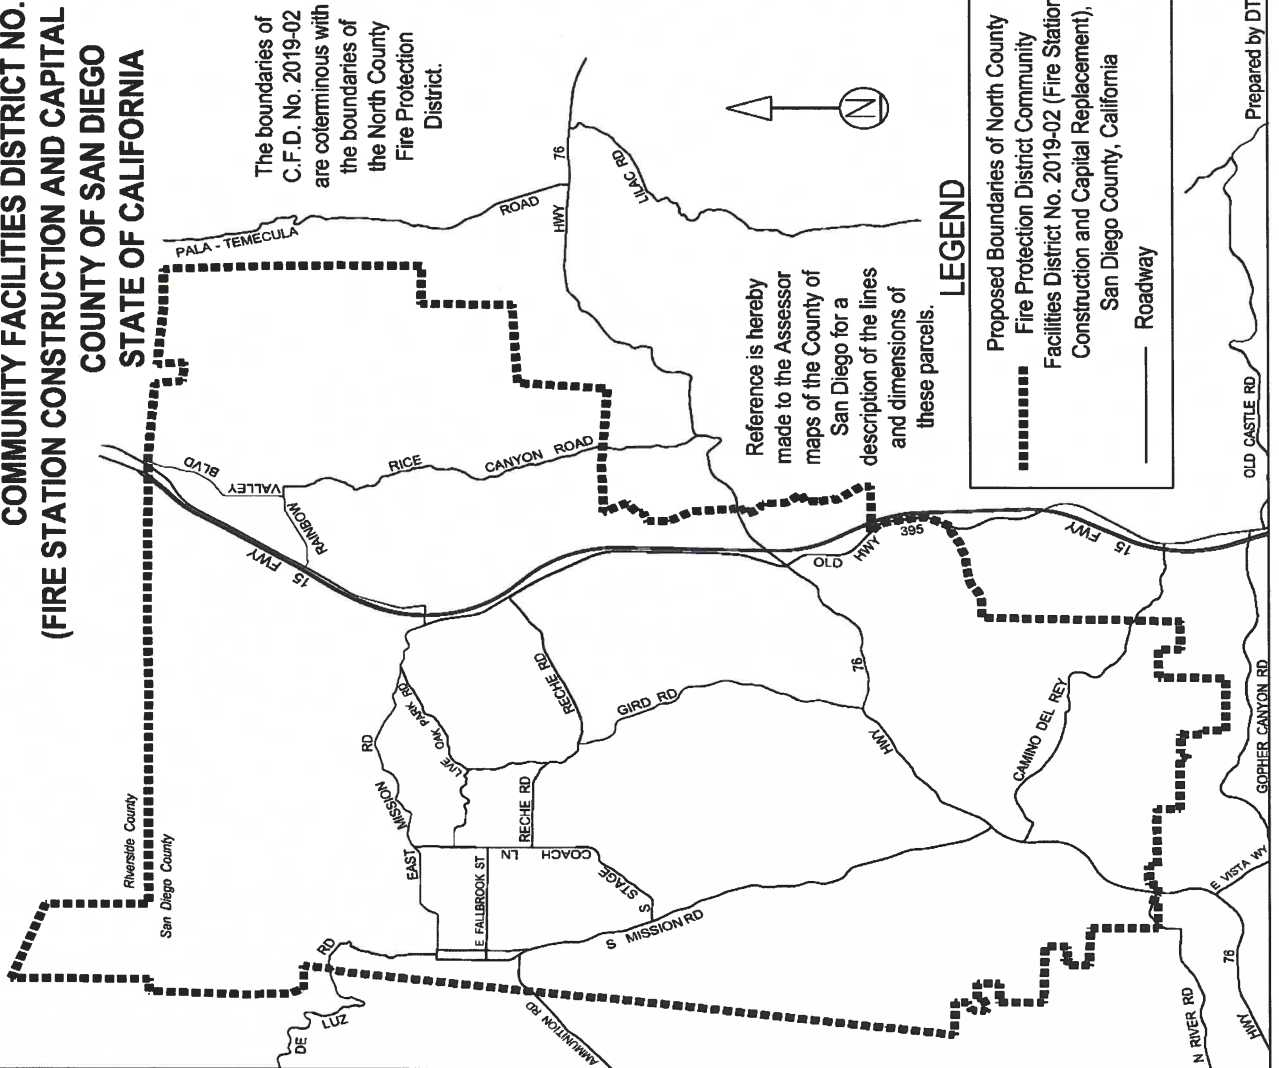 COMMUNITY FACILITIES DISTRICT NO.
(FIRE STATION CONSTRUCTION AND CAPITAL
COUNTY OF SAN DIEGO
STATE OF CALIFORNIA
The boundaries of
C.F.D. No. 2019-02
are coterminous with
the boundaries of
the North County
Fire Protection
District.
Riverside County
San Diego County
PALA - TEMECULA
ROAD
HWY 76
LILAC RD
VALLEY BLVD
RAINBOW
RICE
CANYON ROAD
FWY 15
DE LUZ
RD
EAST MISSION RD
LIVE OAK PARK RD
RECHE RD
RECHE RD
GIRD RD
E FALLBROOK ST
S STAGE COACH LN
S MISSION RD
AMMUNITION RD
OLD HWY 395
FWY 15
HWY 76
CAMINO DEL REY
GOPHER CANYON RD
OLD CASTLE RD
E VISTA WY
N RIVER RD
HWY 76
N
Reference is hereby
made to the Assessor
maps of the County of
San Diego for a
description of the lines
and dimensions of
these parcels.
LEGEND
Proposed Boundaries of North County
Fire Protection District Community
Facilities District No. 2019-02 (Fire Station
Construction and Capital Replacement),
San Diego County, California
Roadway
Prepared by DT